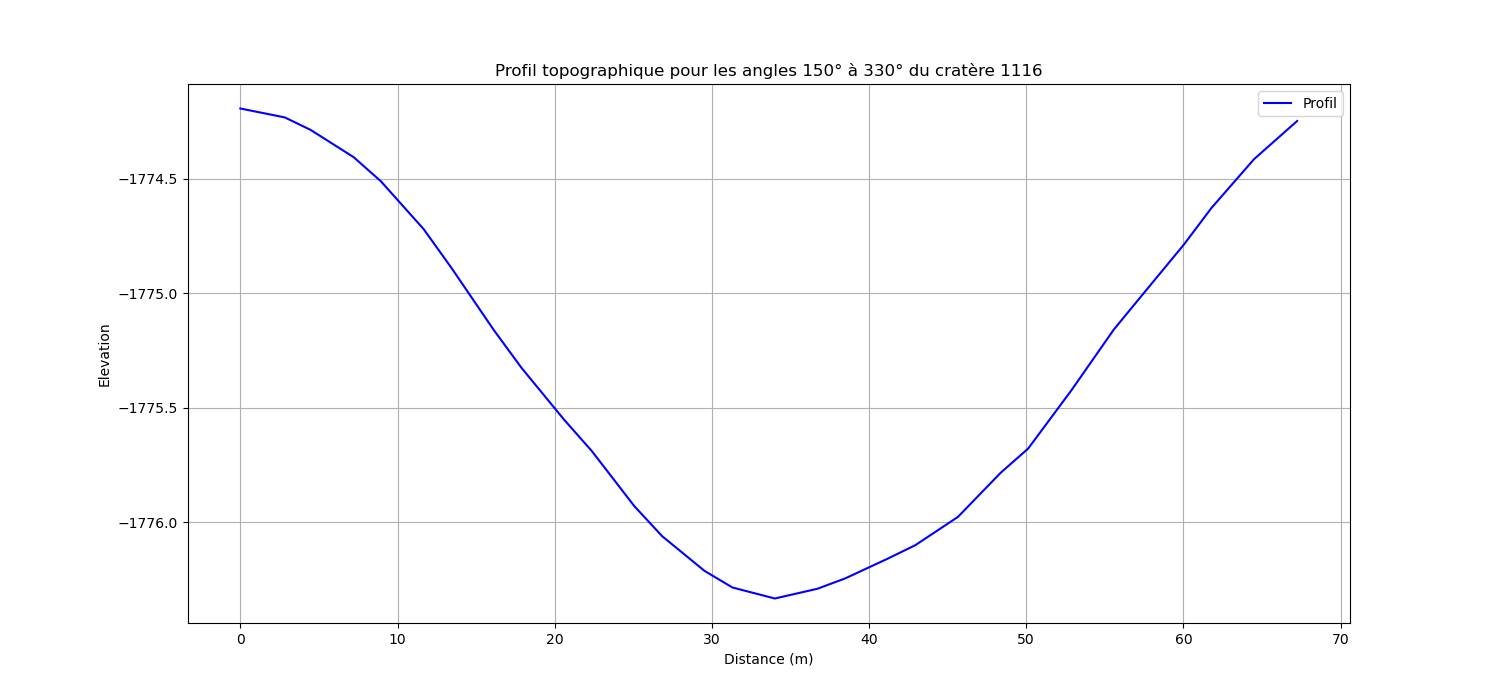 Profil topographique pour les angles 150° à 330° du cratère 1116
Profil
−1774.5
−1775.0
−1775.5
−1776.0
Elevation
0 10 20 30 40 50 60 70
Distance (m)